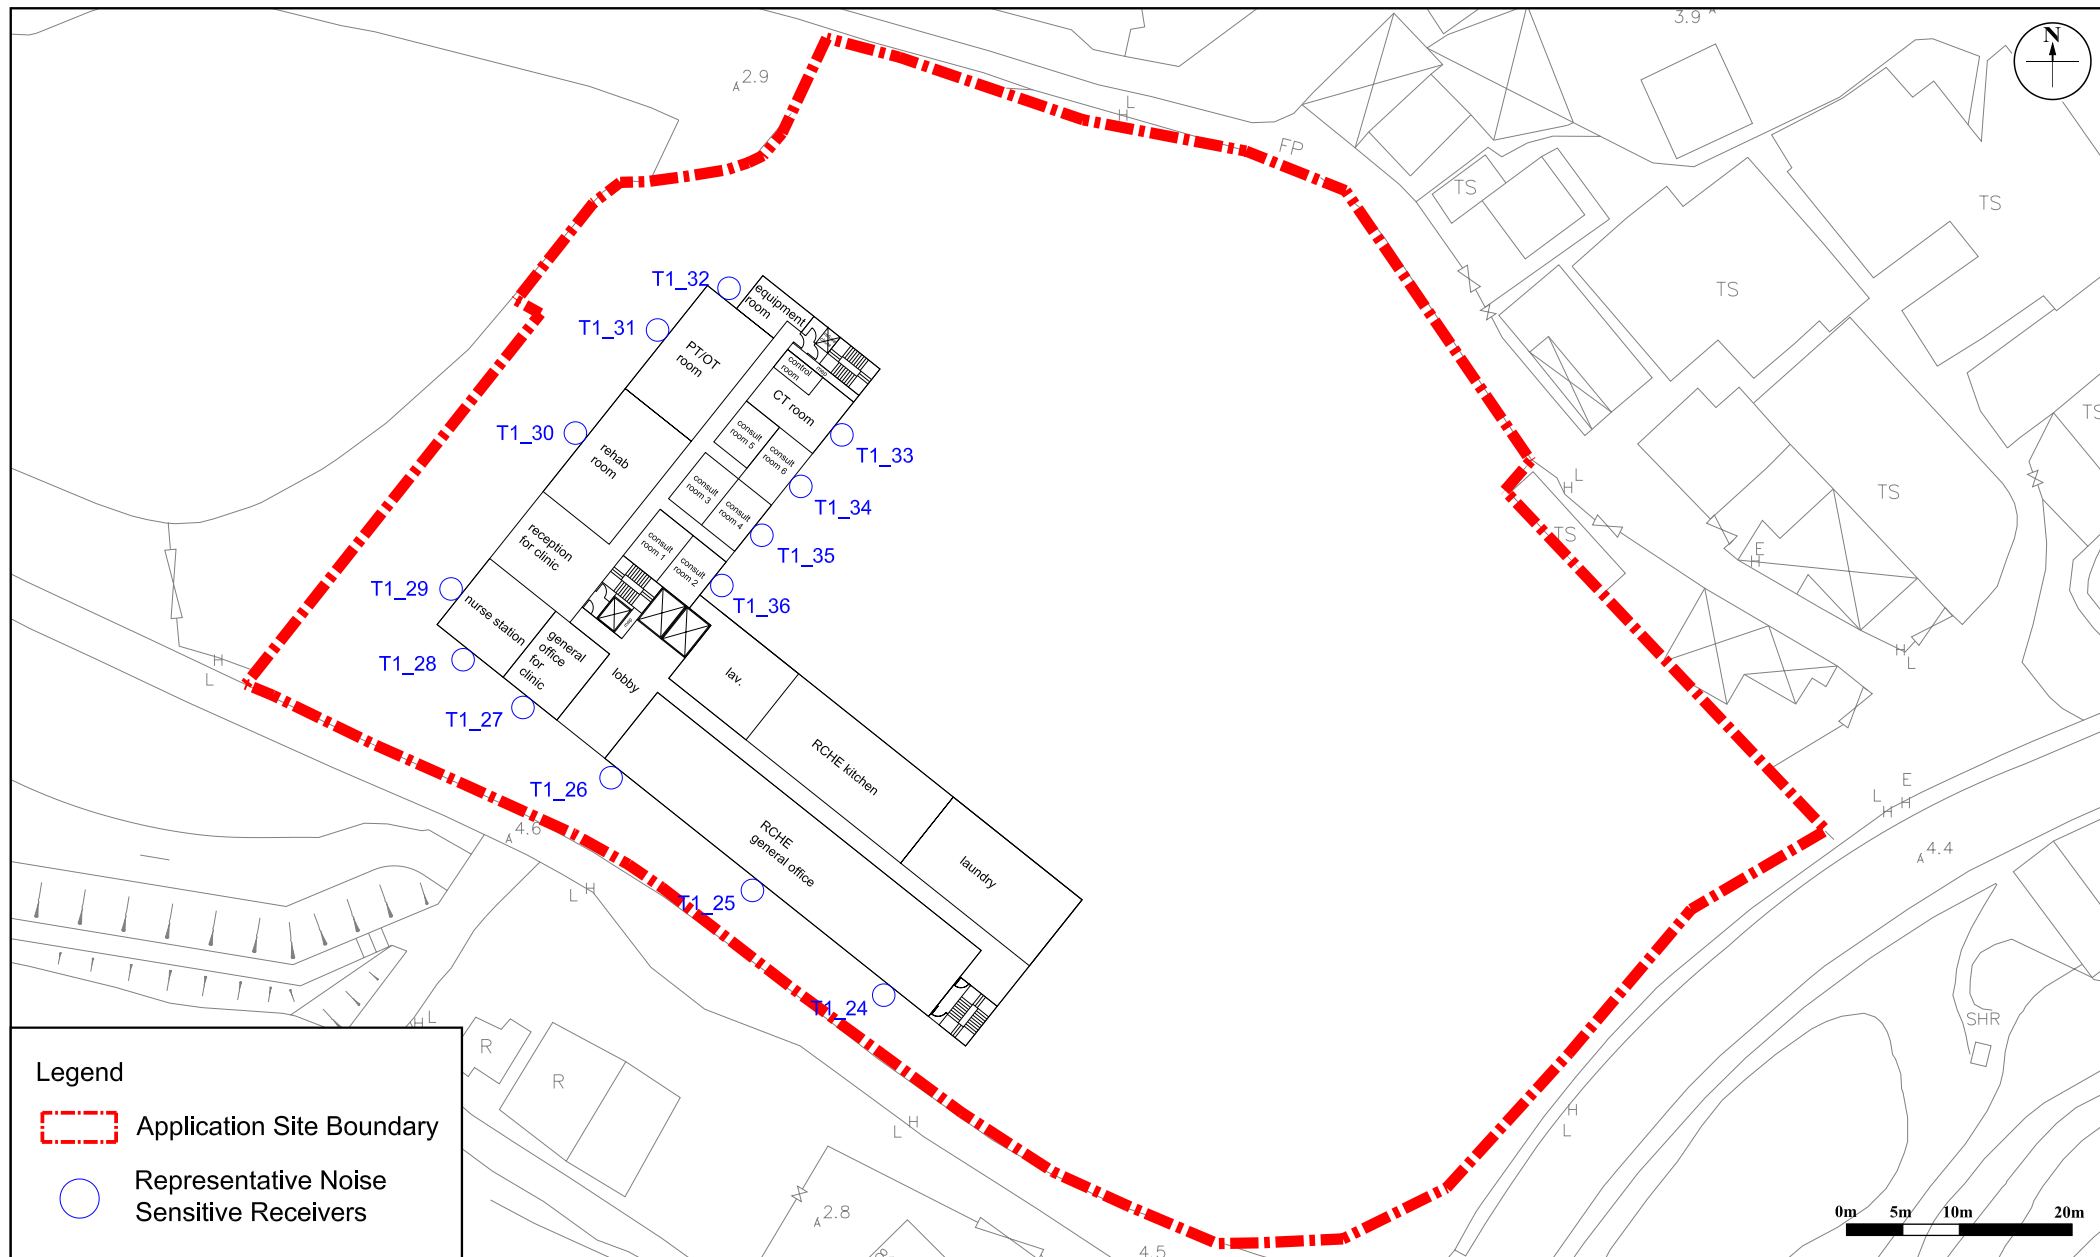 3.9
N
2.9
L
H
FP
TS
TS
TS
T1_32
equipment
room
T1_31
PT/OT
room
control
room
CT room
TS
T1_30
rehab
room
consult
room 5
consult
room 6
T1_33
consult
room 3
consult
room 4
T1_34
L
H
TS
TS
reception
for clinic
consult
room 1
consult
room 2
T1_35
E
H
T1_29
nurse station
T1_36
general
office
for
clinic
H
L
T1_28
lobby
lav.
H
L
T1_27
RCHE kitchen
T1_26
E
L
H
H
4.6
RCHE
general office
laundry
4.4
L
H
T1_25
T1_24
SHR
H
L
R
R
H
L
H
L
Legend
Application Site Boundary
Representative Noise
Sensitive Receivers
2.8
4.5
0m 5m 10m 20m